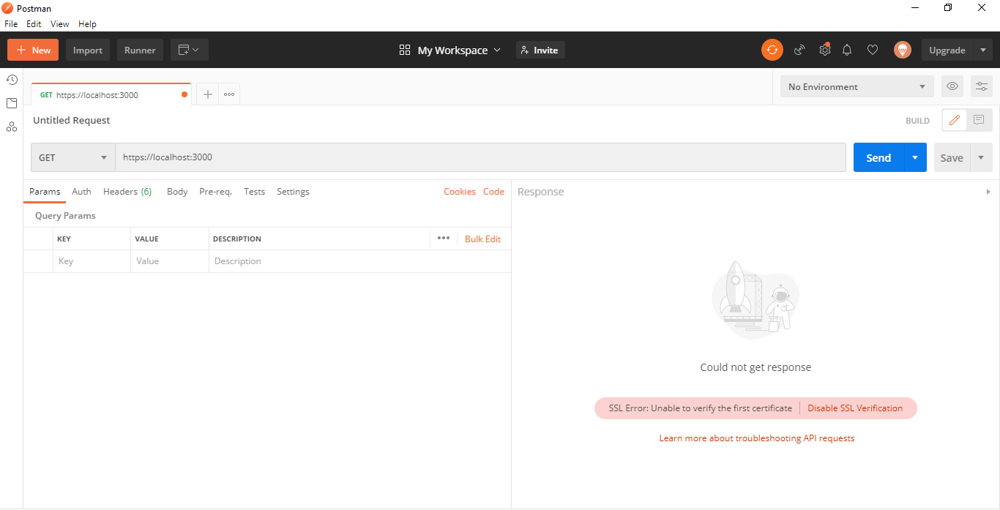 Postman
File Edit View Help
New Import Runner My Workspace Invite Upgrade
GET https://localhost:3000 No Environment
Untitled Request BUILD
GET https://localhost:3000 Send Save
Params Auth Headers (6) Body Pre-req. Tests Settings Cookies Code Response
Query Params
KEY VALUE DESCRIPTION Bulk Edit
Key Value Description
Could not get response
SSL Error: Unable to verify the first certificate Disable SSL Verification
Learn more about troubleshooting API requests